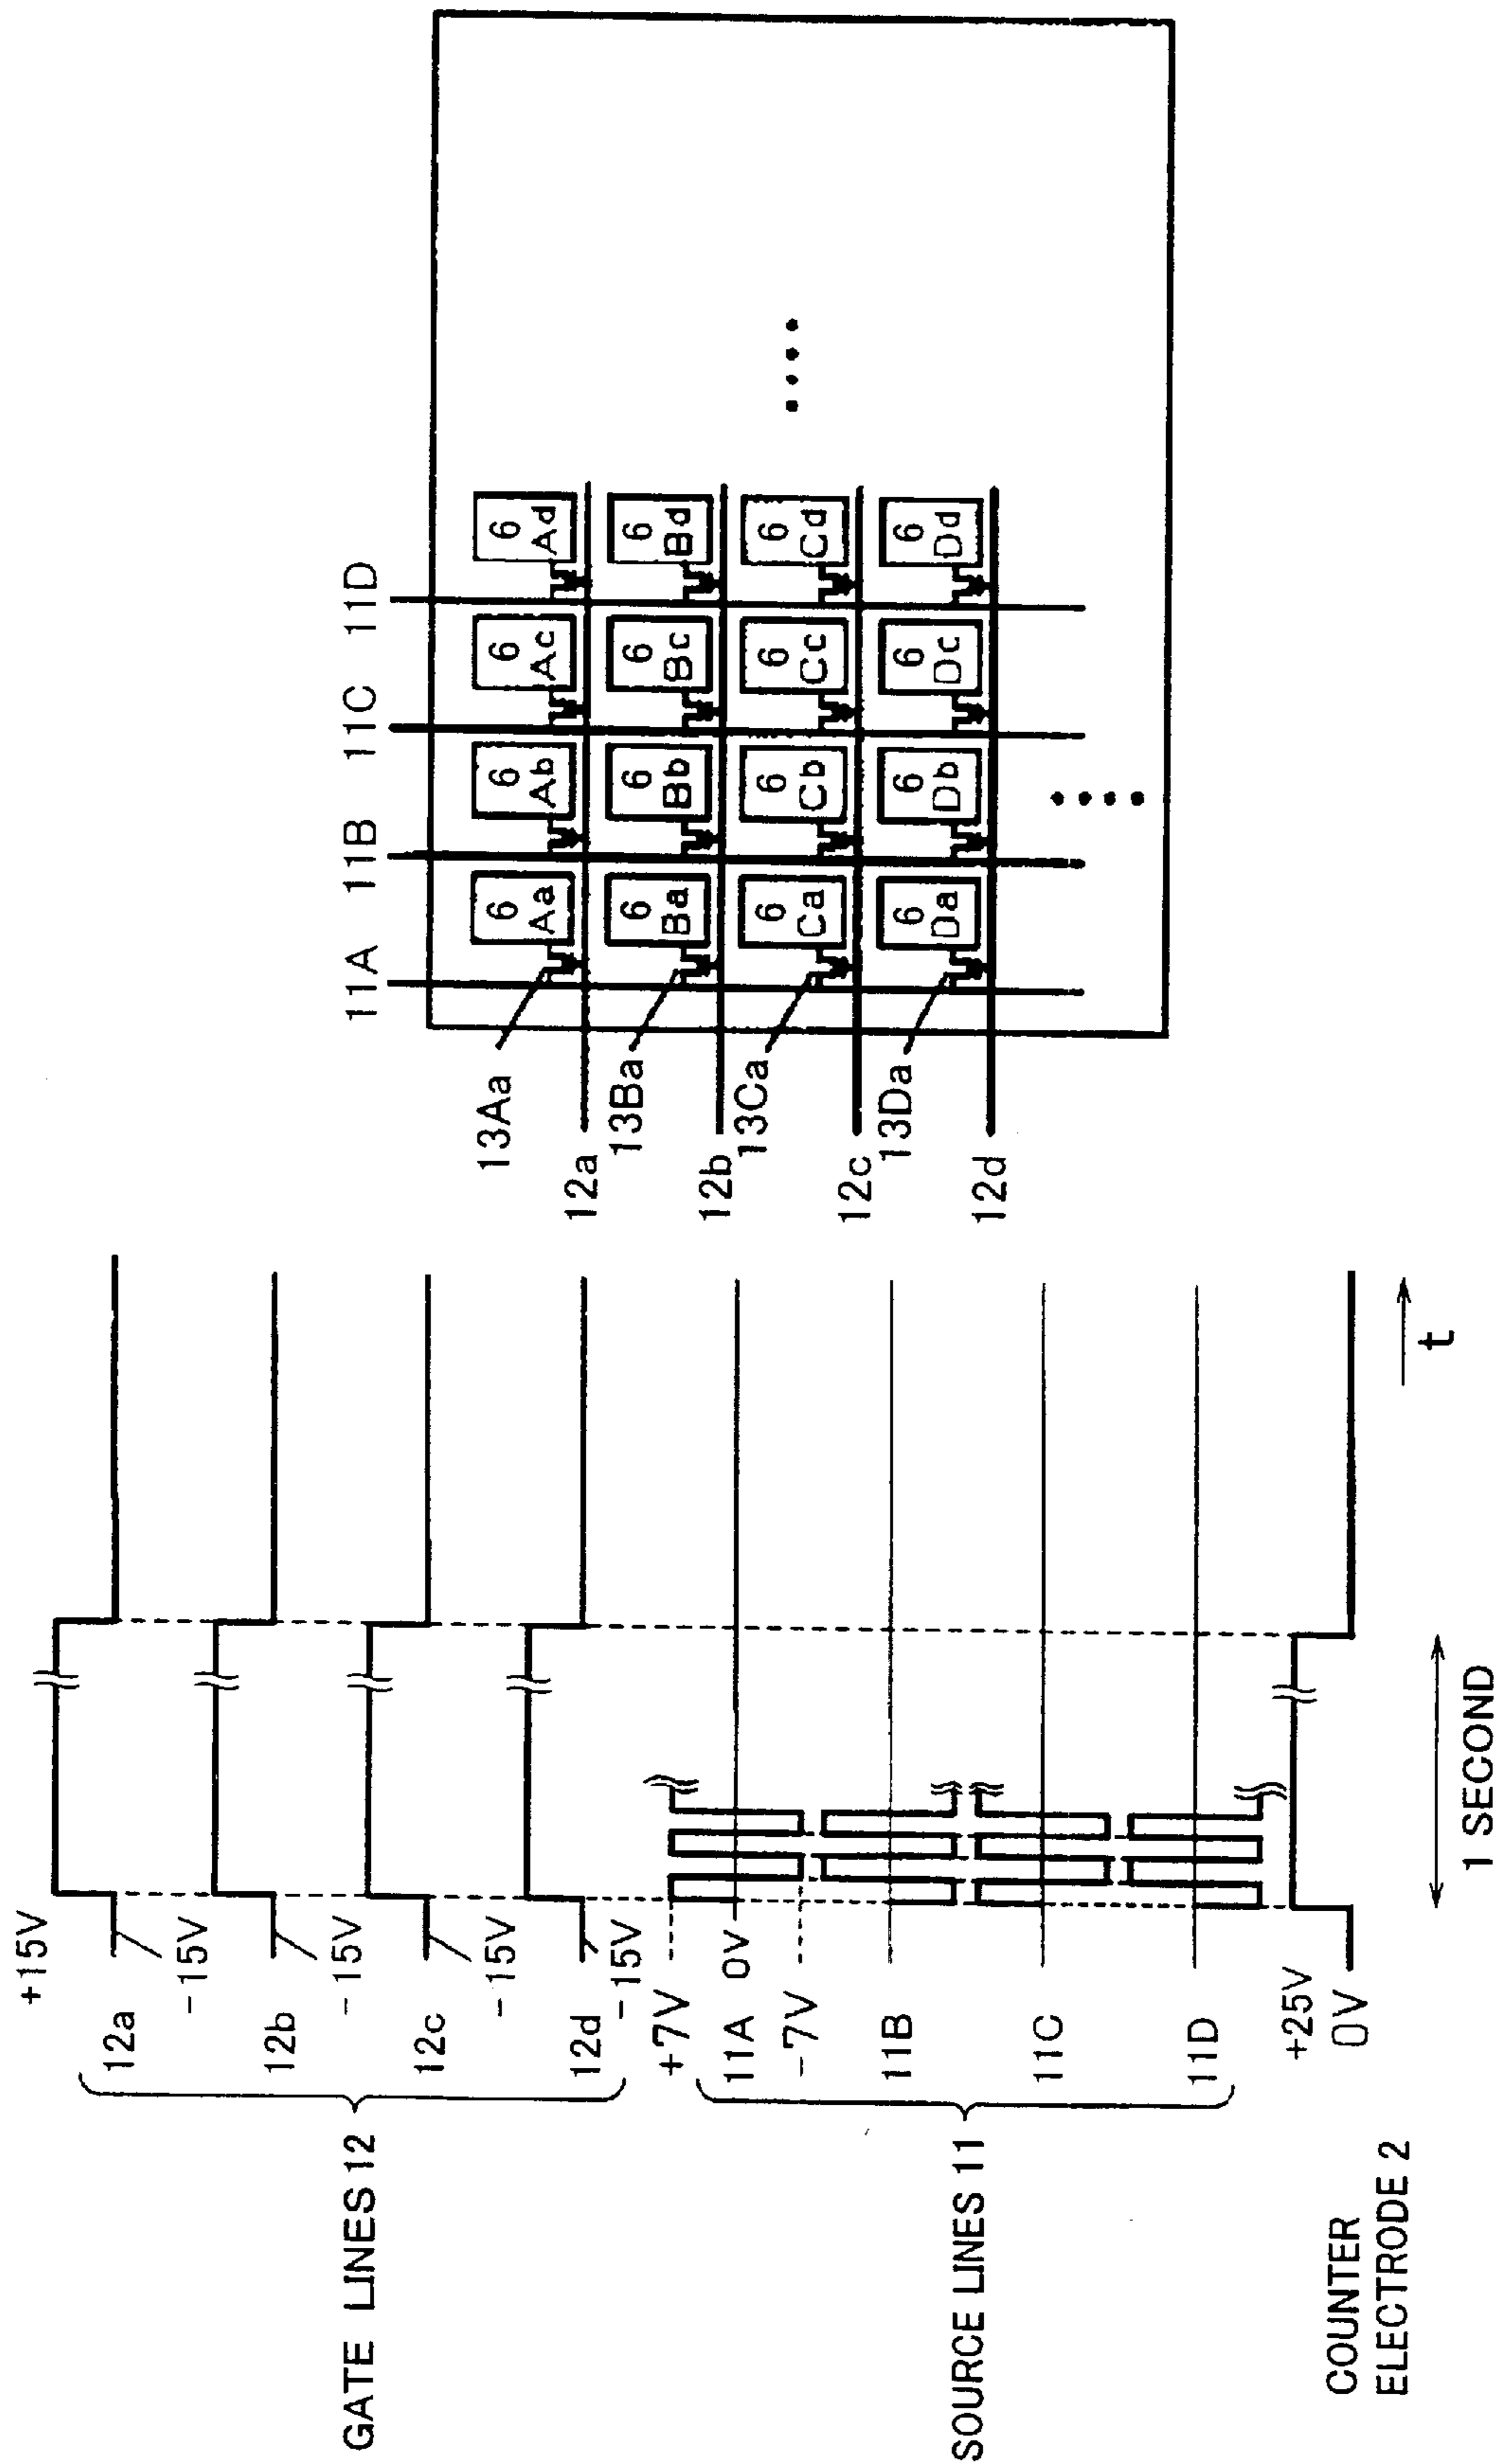 GATE LINES 12
12a
+15V
-15V
12b
-15V
12c
-15V
12d
-15V
SOURCE LINES 11
+7V
11A
0V
-7V
11B
11C
11D
COUNTER
ELECTRODE 2
+25V
0V
1 SECOND
t
11A
11B
11C
11D
13Aa
12a
13Ba
12b
13Ca
12c
13Da
12d
6
Aa
6
Ab
6
Ac
6
Ad
6
Ba
6
Bb
6
Bc
6
Bd
6
Ca
6
Cb
6
Cc
6
Cd
6
Da
6
Db
6
Dc
6
Dd